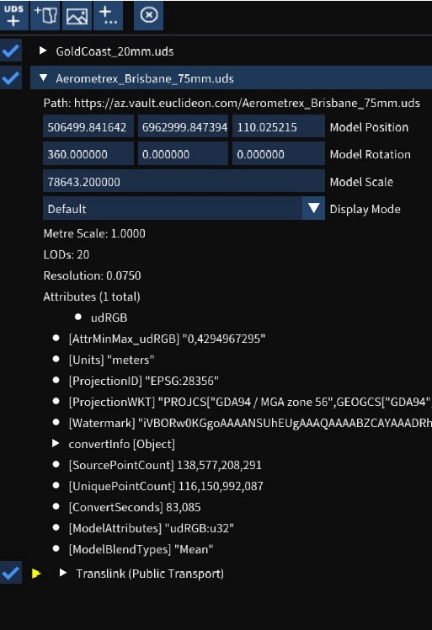 UDS
GoldCoast_20mm.uds
Aerometrex_Brisbane_75mm.uds
Path: https://az.vault.euclideon.com/Aerometrex_Brisbane_75mm.uds
506499.841642 6962999.847394 110.025215 Model Position
360.000000 0.000000 0.000000 Model Rotation
78643.200000 Model Scale
Default Display Mode
Metre Scale: 1.0000
LODs: 20
Resolution: 0.0750
Attributes (1 total)
udRGB
[AttrMinMax_udRGB] "0,4294967295"
[Units] "meters"
[ProjectionID] "EPSG:28356"
[ProjectionWKT] "PROJCS["GDA94 / MGA zone 56",GEOGCS["GDA94",
[Watermark] "iVBORw0KGgoAAAANSUhEUgAAAQAAAABZCAYAAADRh
convertInfo [Object]
[SourcePointCount] 138,577,208,291
[UniquePointCount] 116,150,992,087
[ConvertSeconds] 83,085
[ModelAttributes] "udRGB:u32"
[ModelBlendTypes] "Mean"
Translink (Public Transport)